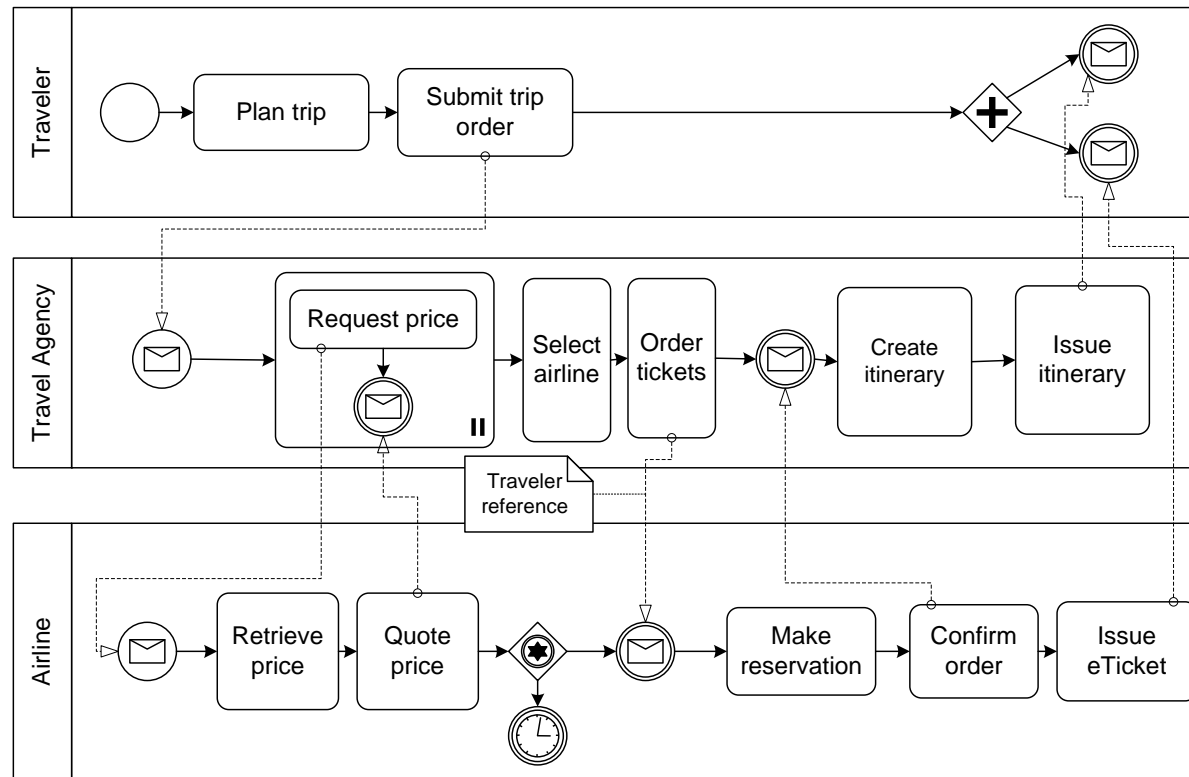 Traveler
Plan trip
Submit trip
order
Travel Agency
Request price
Select
airline
Order
tickets
Create
itinerary
Issue
itinerary
Traveler
reference
Airline
Retrieve
price
Quote
price
Make
reservation
Confirm
order
Issue
eTicket